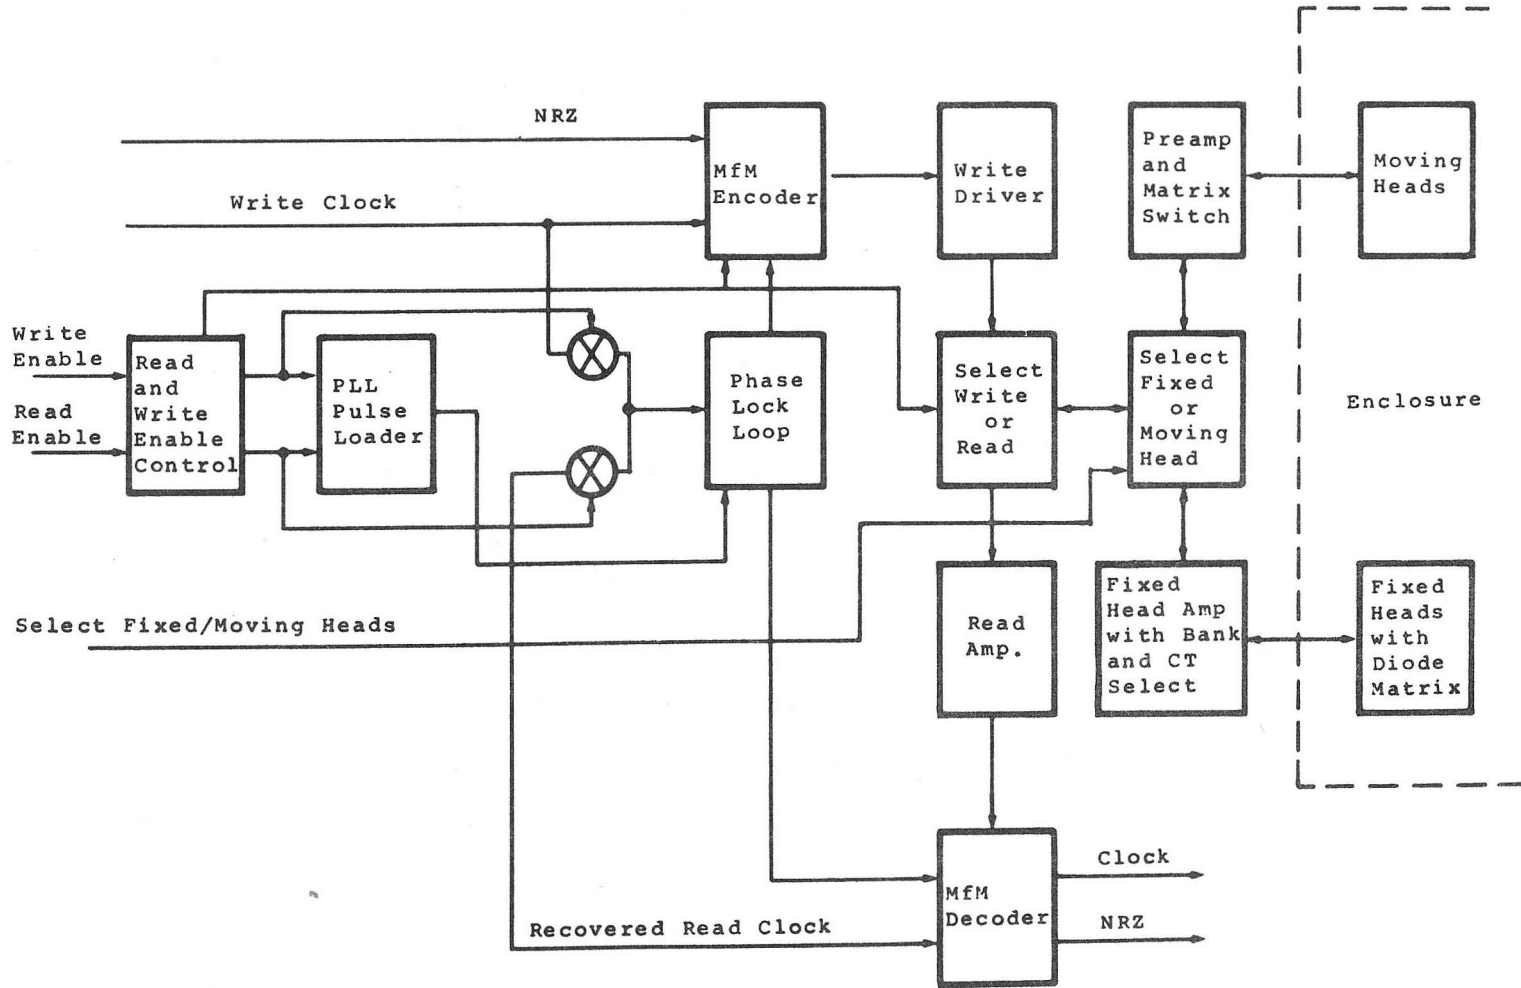 NRZ
Write Clock
MfM
Encoder
Write
Driver
Preamp
and
Matrix
Switch
Moving
Heads
Write
Enable
Read
Enable
Read
and
Write
Enable
Control
PLL
Pulse
Loader
Phase
Lock
Loop
Select
Write
or
Read
Select
Fixed
or
Moving
Head
Enclosure
Select Fixed/Moving Heads
Read
Amp.
Fixed
Head Amp
with Bank
and CT
Select
Fixed
Heads
with
Diode
Matrix
Recovered Read Clock
MfM
Decoder
Clock
NRZ